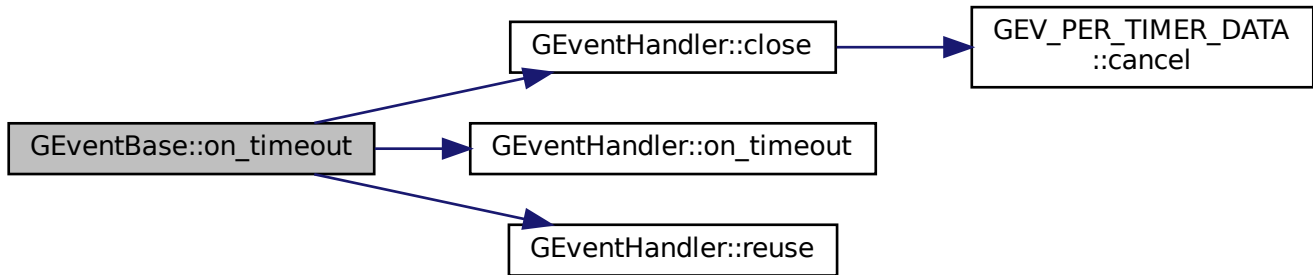 GEventBase::on_timeout
GEventHandler::close
GEV_PER_TIMER_DATA
::cancel
GEventHandler::on_timeout
GEventHandler::reuse